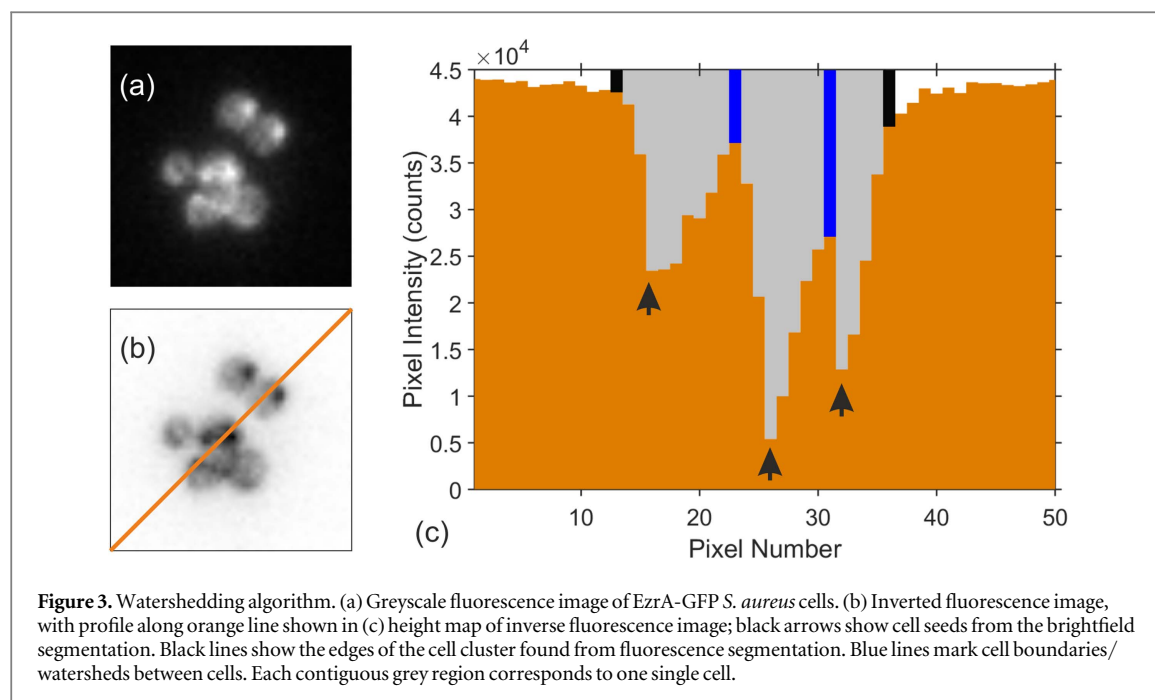 (a)
(b)
(c)
×10⁴
4.5
4
3.5
3
2.5
2
1.5
1
0.5
0
Pixel Intensity (counts)
10 20 30 40 50
Pixel Number
Figure 3. Watershedding algorithm. (a) Greyscale fluorescence image of EzrA-GFP S. aureus cells. (b) Inverted fluorescence image,
with profile along orange line shown in (c) height map of inverse fluorescence image; black arrows show cell seeds from the brightfield
segmentation. Black lines show the edges of the cell cluster found from fluorescence segmentation. Blue lines mark cell boundaries/
watersheds between cells. Each contiguous grey region corresponds to one single cell.